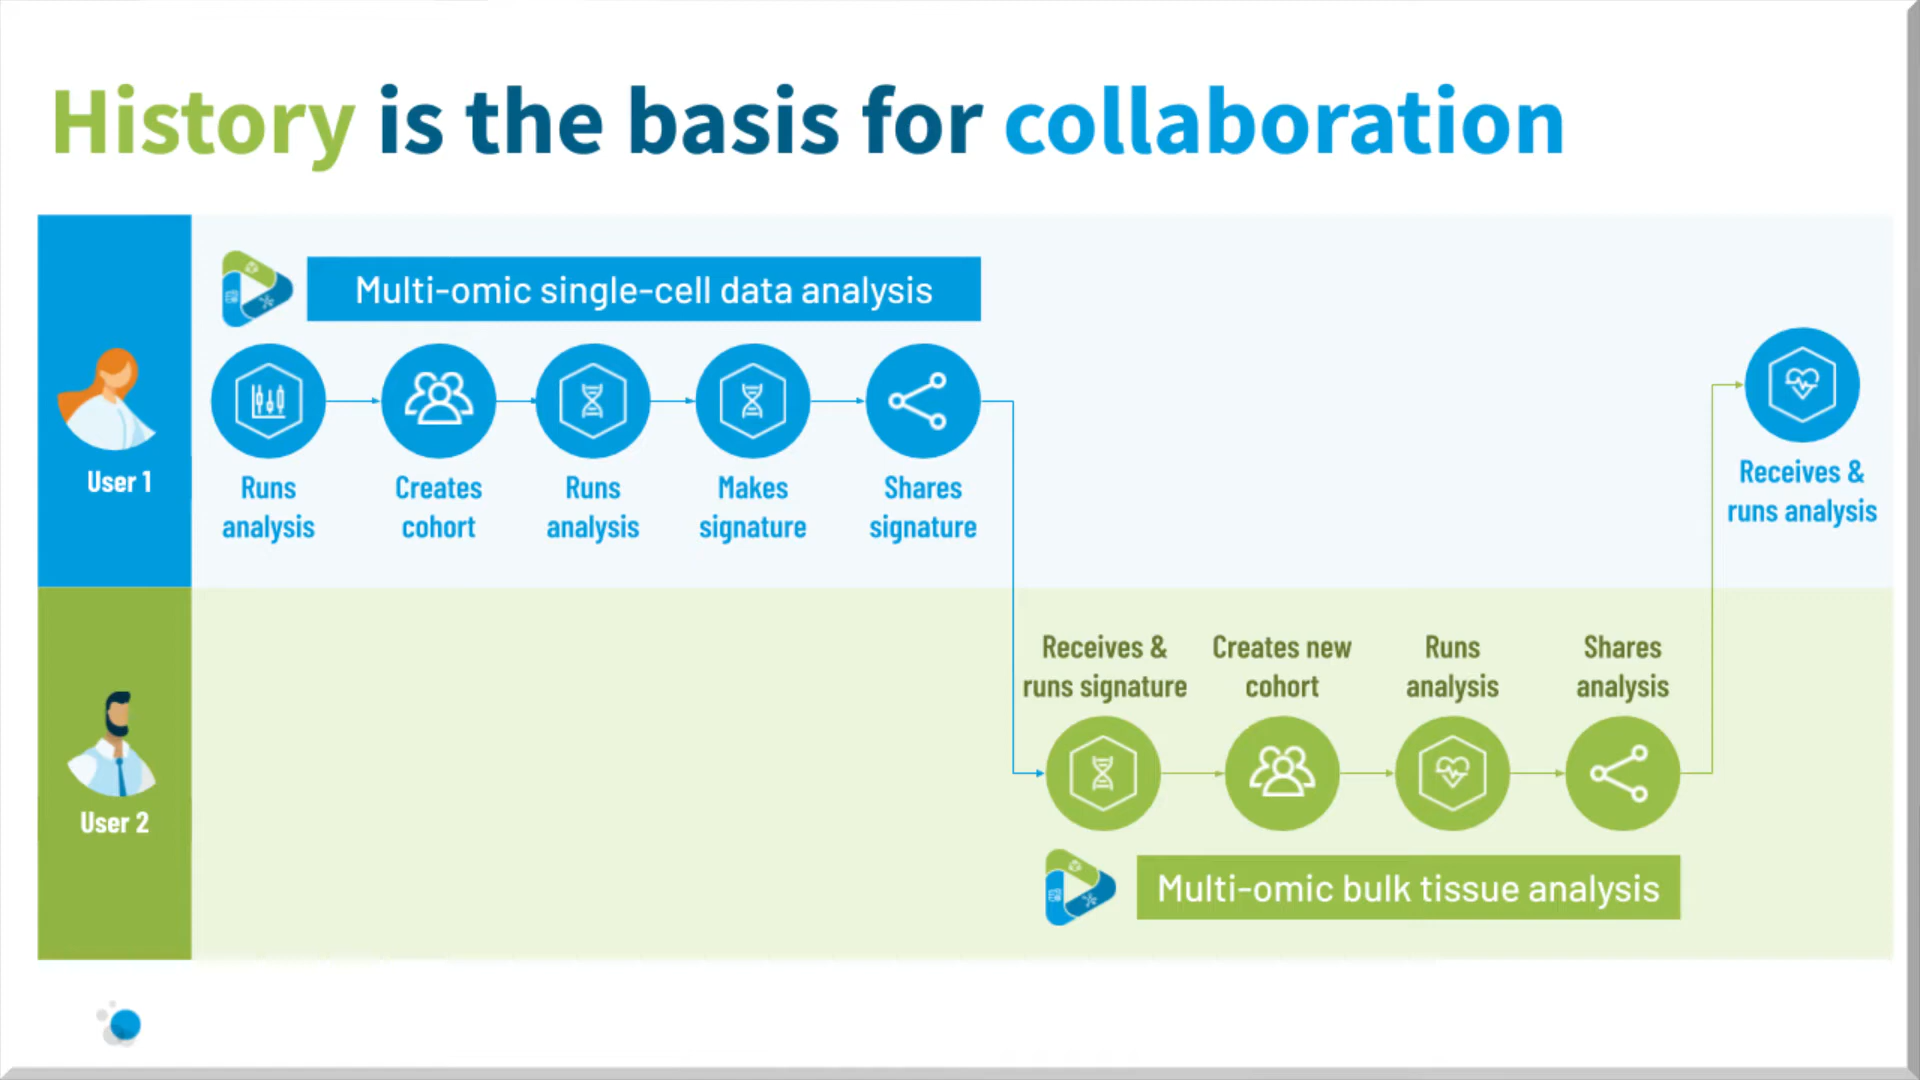 History is the basis for collaboration
Multi-omic single-cell data analysis
User 1
Runs
analysis
Creates
cohort
Runs
analysis
Makes
signature
Shares
signature
Receives &
runs analysis
User 2
Receives &
runs signature
Creates new
cohort
Runs
analysis
Shares
analysis
Multi-omic bulk tissue analysis